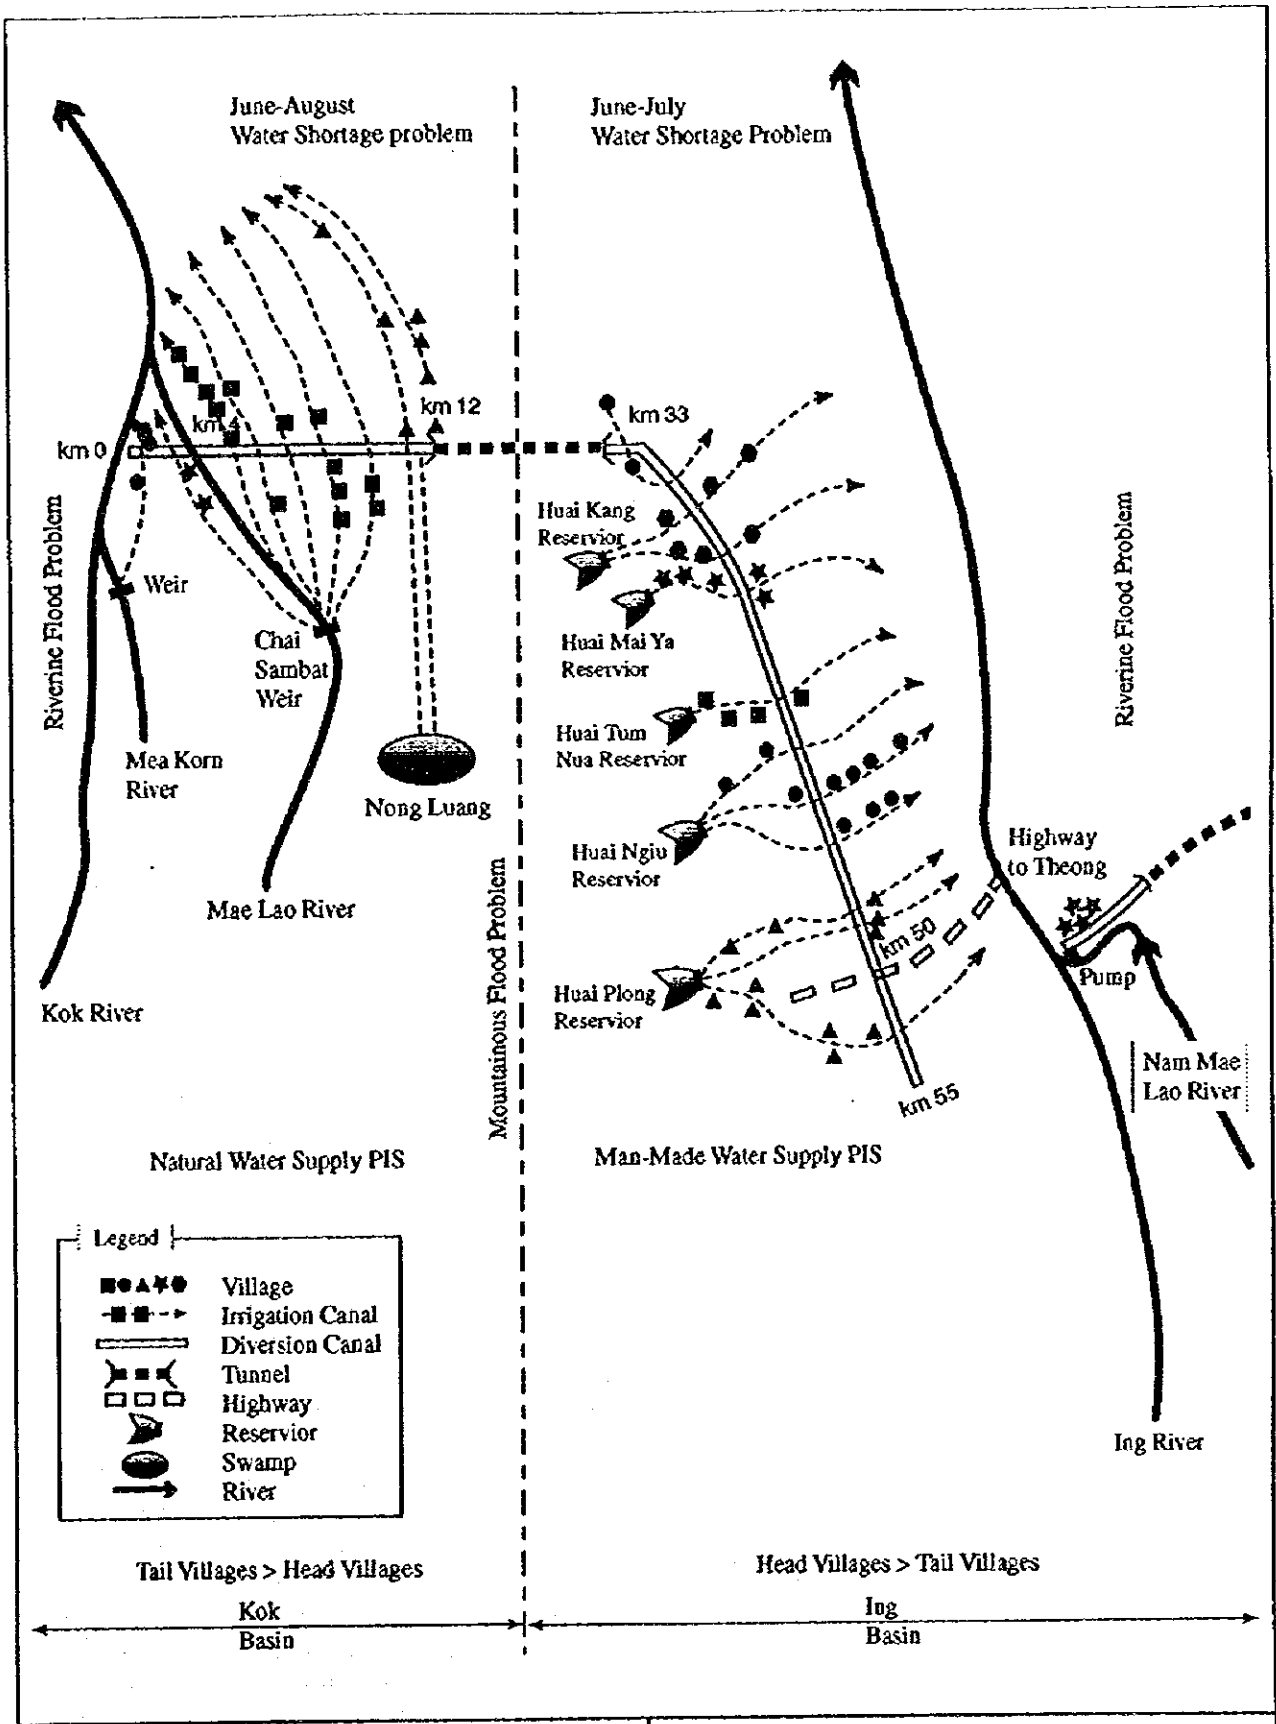 June-August
Water Shortage problem
June-July
Water Shortage Problem
km 0
km 4
km 12
km 33
Riverine Flood Problem
Weir
Chai
Sambat
Weir
Mea Korn
River
Nong Luang
Mae Lao River
Kok River
Mountainous Flood Problem
Huai Kang
Reservior
Huai Mai Ya
Reservior
Huai Tum
Nua Reservior
Huai Ngiu
Reservior
Huai Plong
Reservior
km 50
km 55
Highway
to Theong
Riverine Flood Problem
Pump
Nam Mae
Lao River
Ing River
Natural Water Supply PIS
Man-Made Water Supply PIS
Legend
Village
Irrigation Canal
Diversion Canal
Tunnel
Highway
Reservior
Swamp
River
Tail Villages > Head Villages
Head Villages > Tail Villages
Kok
Basin
Ing
Basin